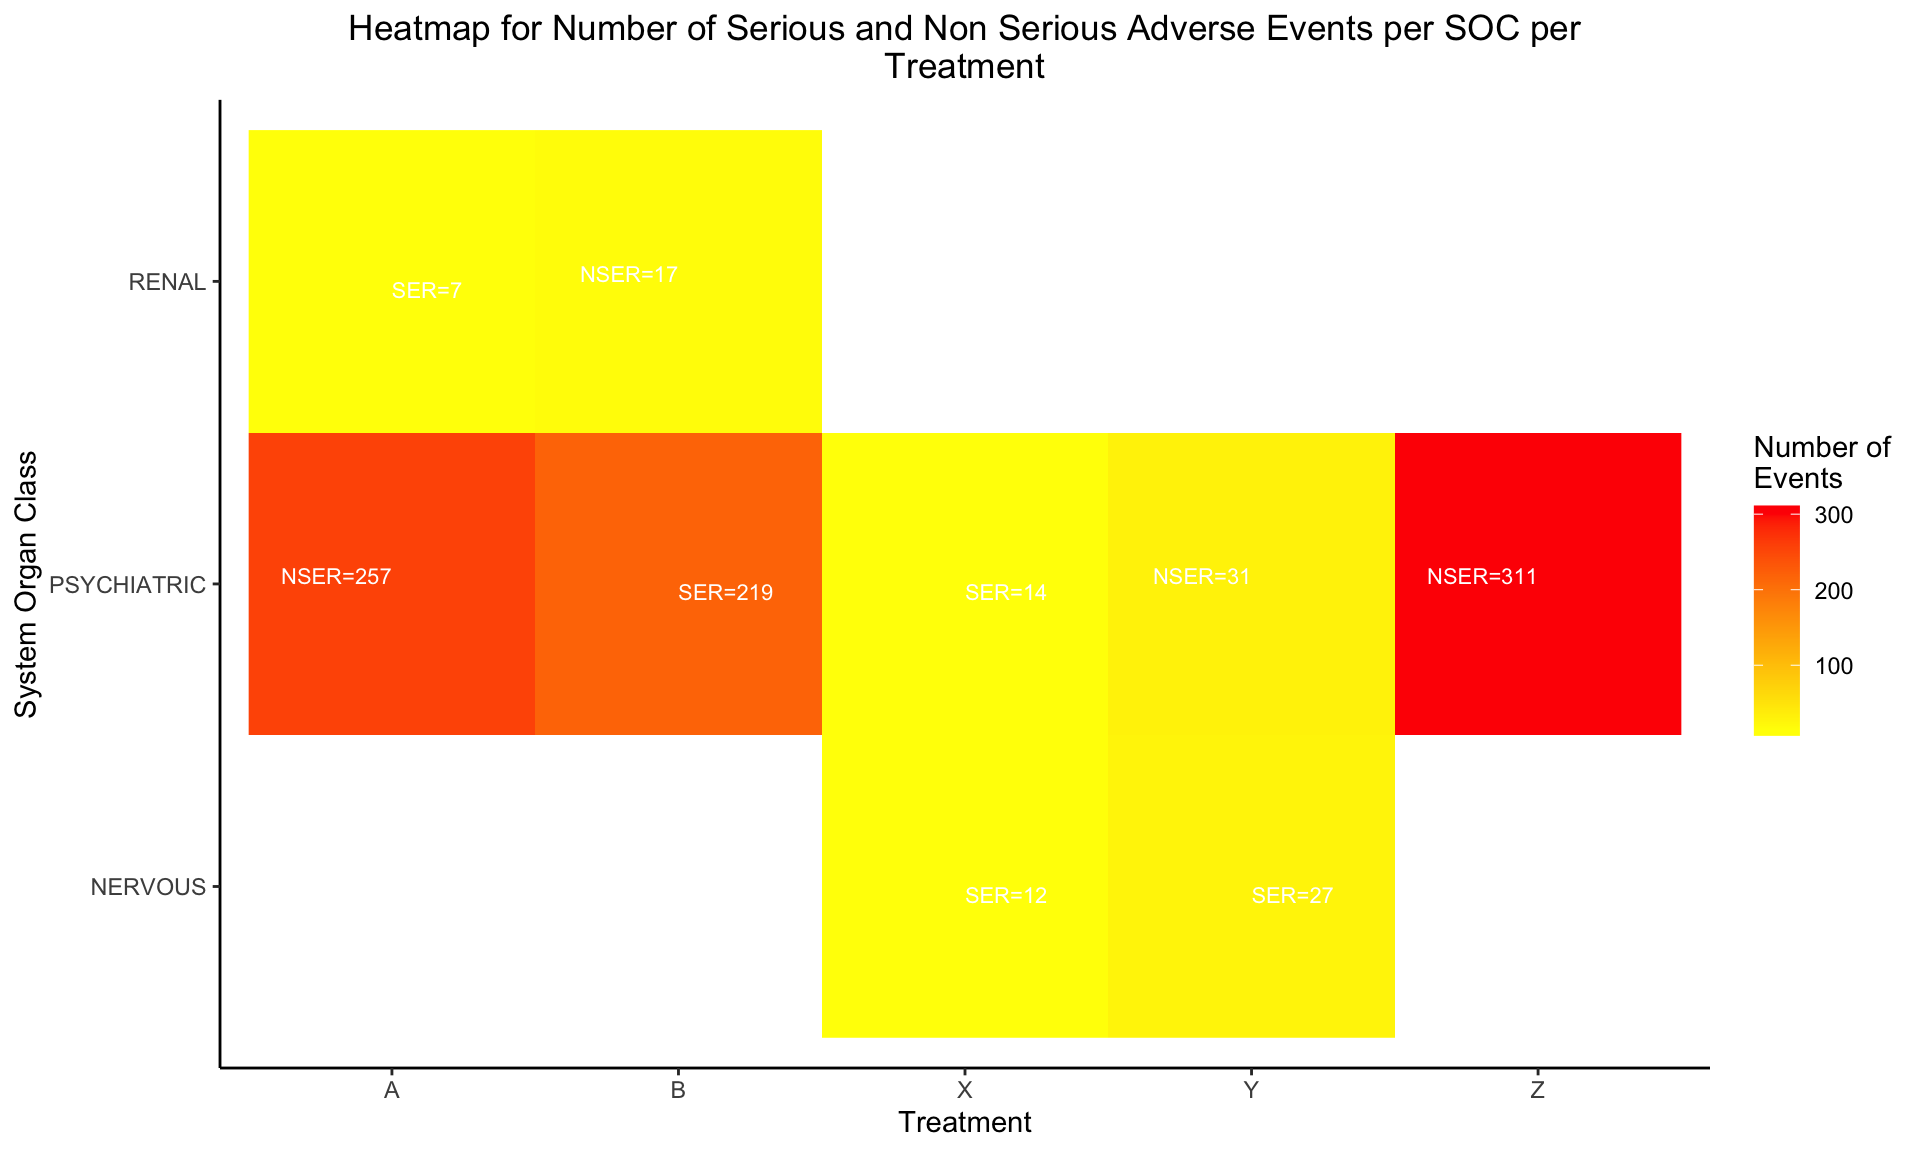 Heatmap for Number of Serious and Non Serious Adverse Events per SOC per
Treatment
System Organ Class
RENAL
SER=7
NSER=17
PSYCHIATRIC
NSER=257
SER=219
SER=14
NSER=31
NSER=311
NERVOUS
SER=12
SER=27
A
B
X
Y
Z
Treatment
Number of
Events
300
200
100